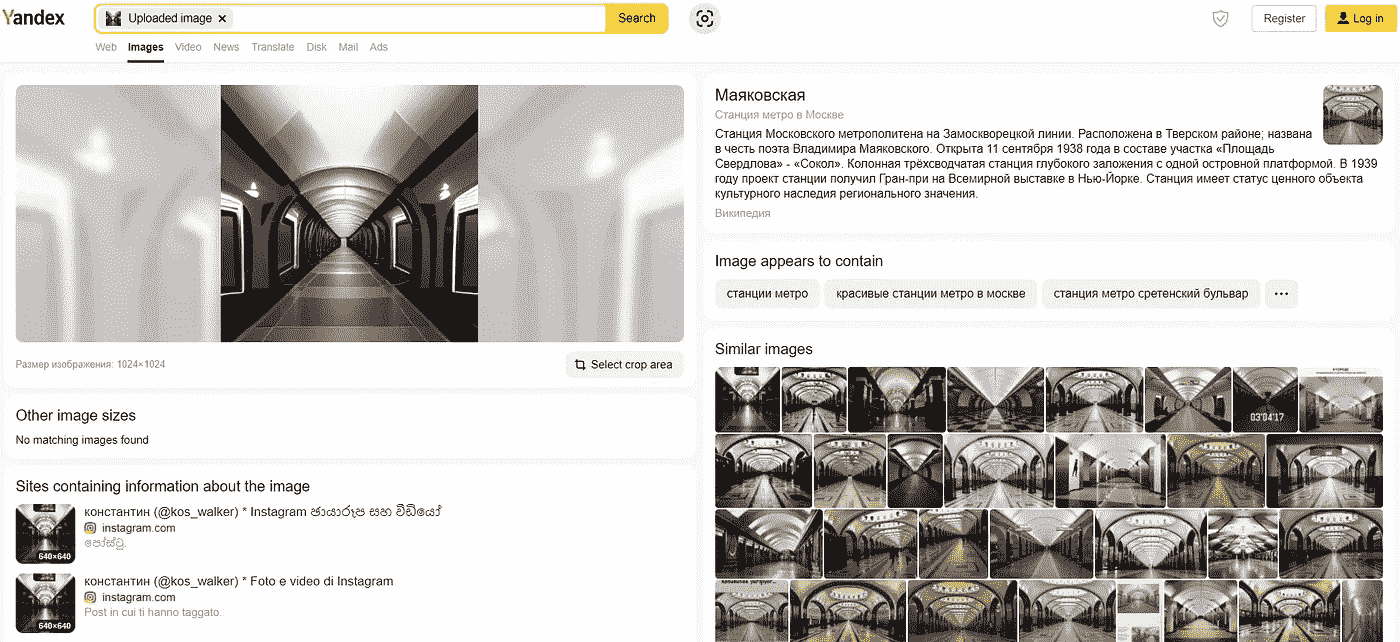 Yandex
Uploaded image ×
Search
Register
Log in
Web Images Video News Translate Disk Mail Ads
Размер изображения: 1024×1024
Select crop area
Other image sizes
No matching images found
Sites containing information about the image
константин (@kos_walker) * Instagram ඡායාරූප සහ වීඩියෝ
instagram.com
පෝස්ටු.
640×640
константин (@kos_walker) * Foto e video di Instagram
instagram.com
Post in cui ti hanno taggato.
640×640
Маяковская
Станция метро в Москве
Станция Московского метрополитена на Замоскворецкой линии. Расположена в Тверском районе; названа
в честь поэта Владимира Маяковского. Открыта 11 сентября 1938 года в составе участка «Площадь
Свердлова» - «Сокол». Колонная трёхсводчатая станция глубокого заложения с одной островной платформой. В 1939
году проект станции получил Гран-при на Всемирной выставке в Нью-Йорке. Станция имеет статус ценного объекта
культурного наследия регионального значения.
Википедия
Image appears to contain
станции метро
красивые станции метро в москве
станция метро сретенский бульвар
...
Similar images
03'04'17